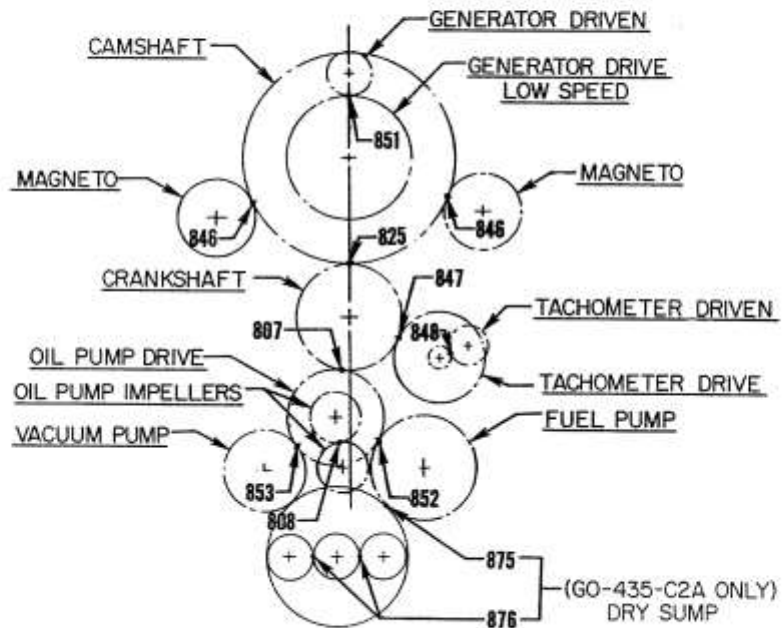 GENERATOR DRIVEN
CAMSHAFT
GENERATOR DRIVE
LOW SPEED
851
MAGNETO
MAGNETO
846
846
825
CRANKSHAFT
847
807
848
TACHOMETER DRIVEN
OIL PUMP DRIVE
TACHOMETER DRIVE
OIL PUMP IMPELLERS
FUEL PUMP
VACUUM PUMP
853
852
808
875
(GO-435-C2A ONLY)
DRY SUMP
876